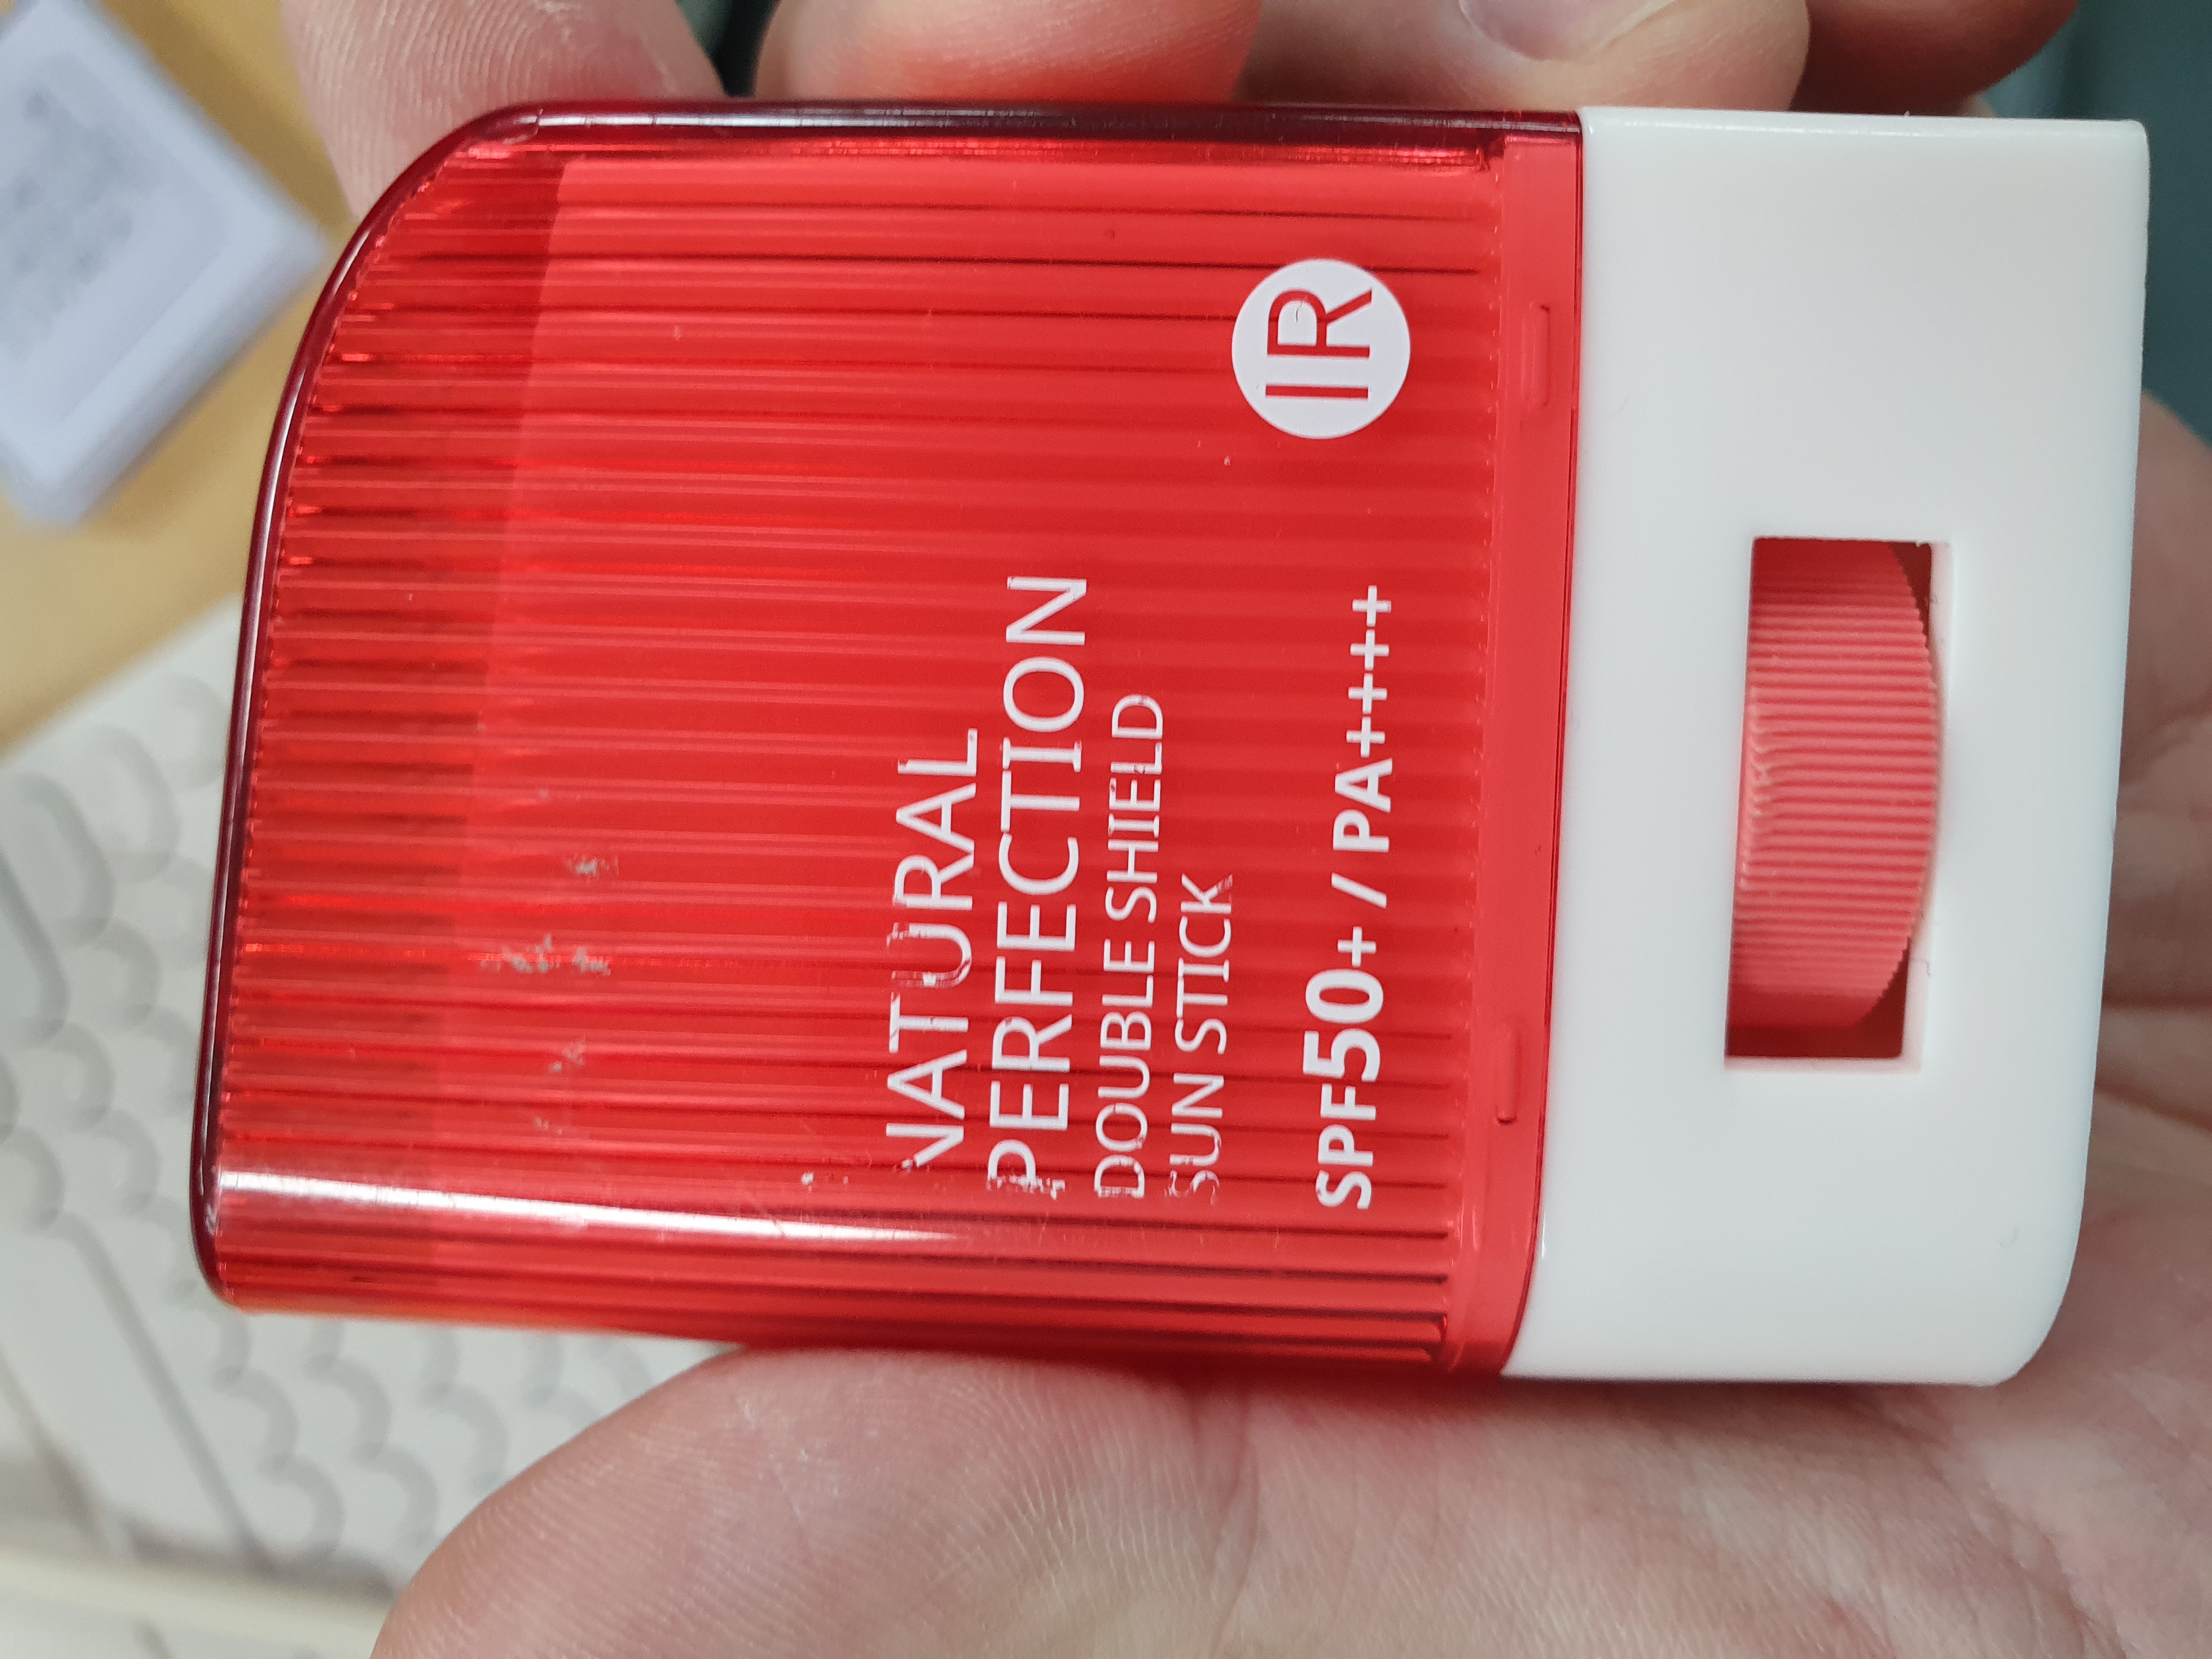 NATURAL
PERFECTION
DOUBLE SHIELD
SUN STICK
SPF50+ / PA++++
IR